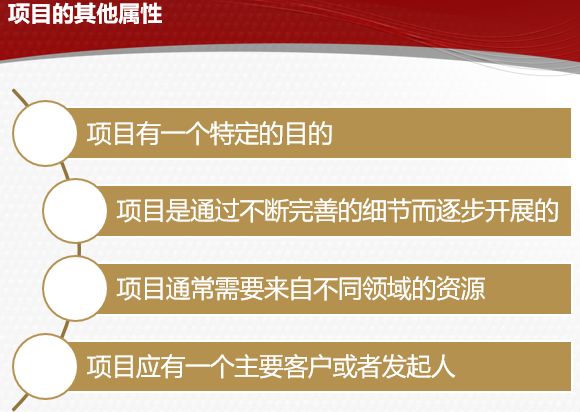 项目的其他属性
项目有一个特定的目的
项目是通过不断完善的细节而逐步开展的
项目通常需要来自不同领域的资源
项目应有一个主要客户或者发起人